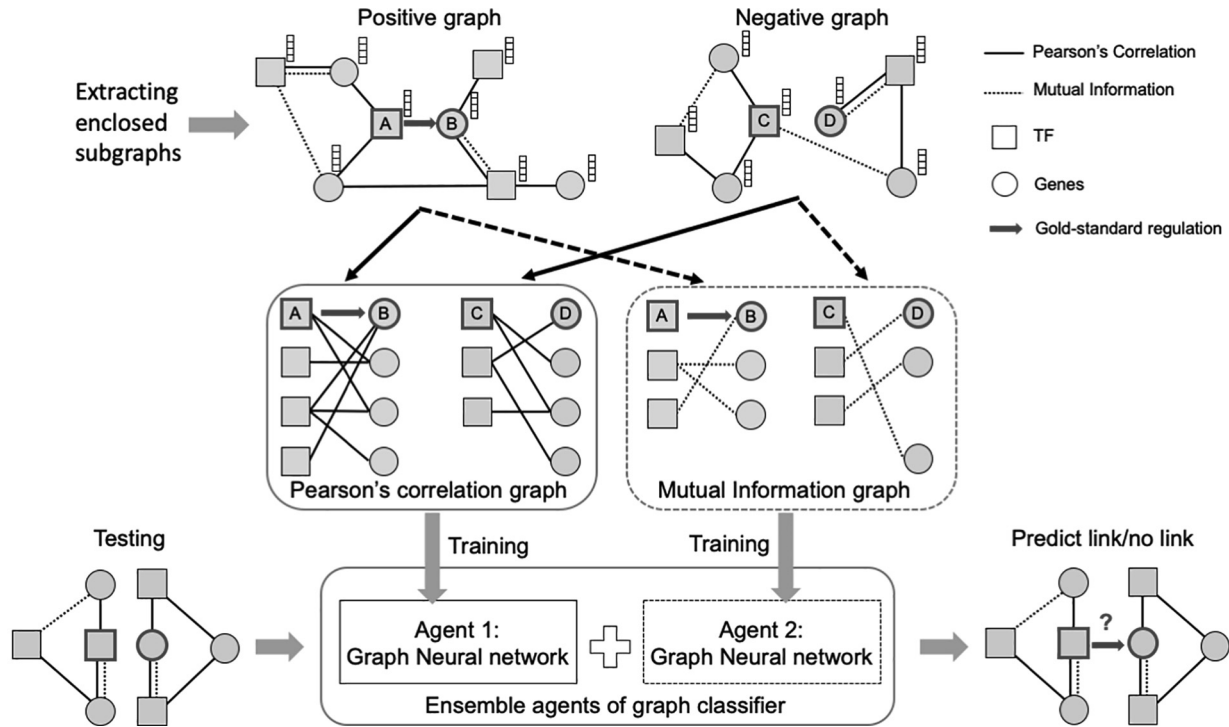 Positive graph
Negative graph
Extracting
enclosed
subgraphs
A
B
C
D
Pearson's Correlation
Mutual Information
TF
Genes
Gold-standard regulation
A
B
C
D
A
B
C
D
Pearson's correlation graph
Mutual Information graph
Testing
Training
Training
Predict link/no link
Agent 1:
Graph Neural network
Agent 2:
Graph Neural network
?
Ensemble agents of graph classifier